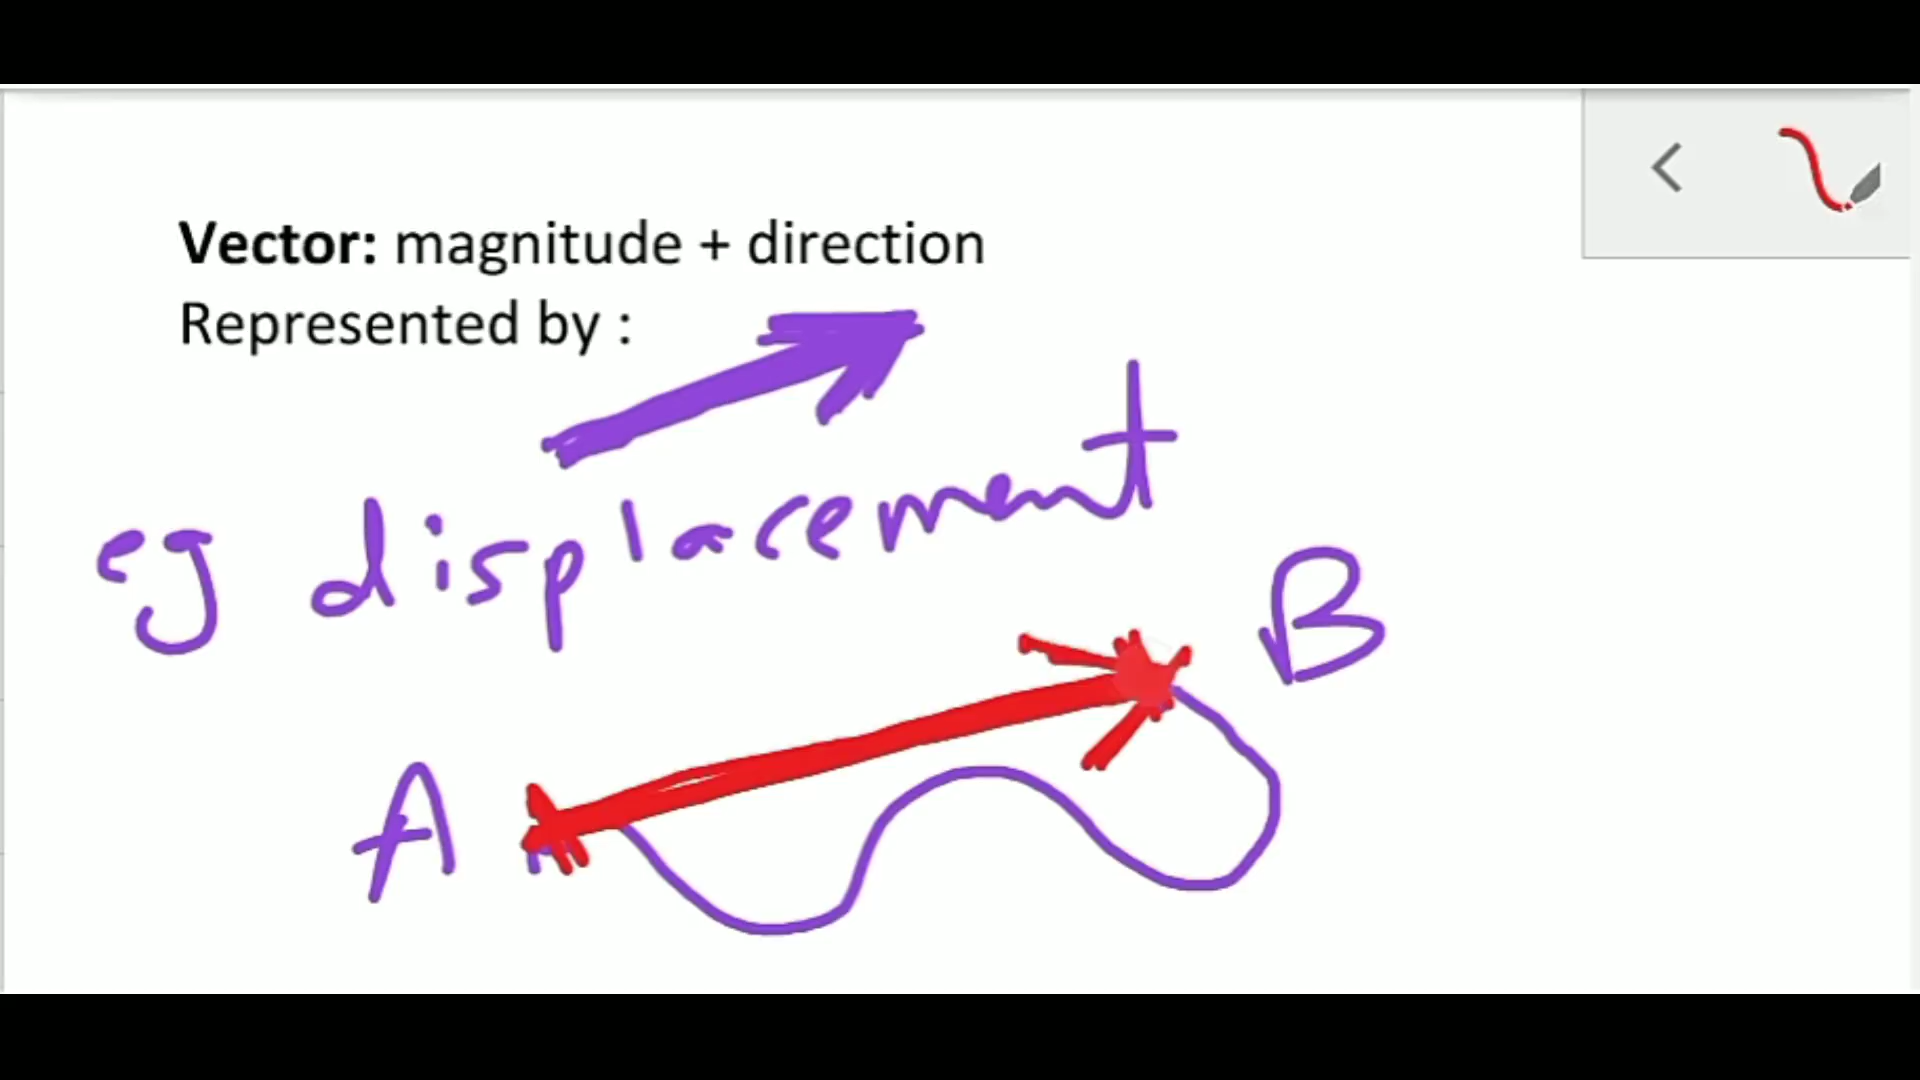 Vector: magnitude + direction
Represented by :
eg displacement
B
A